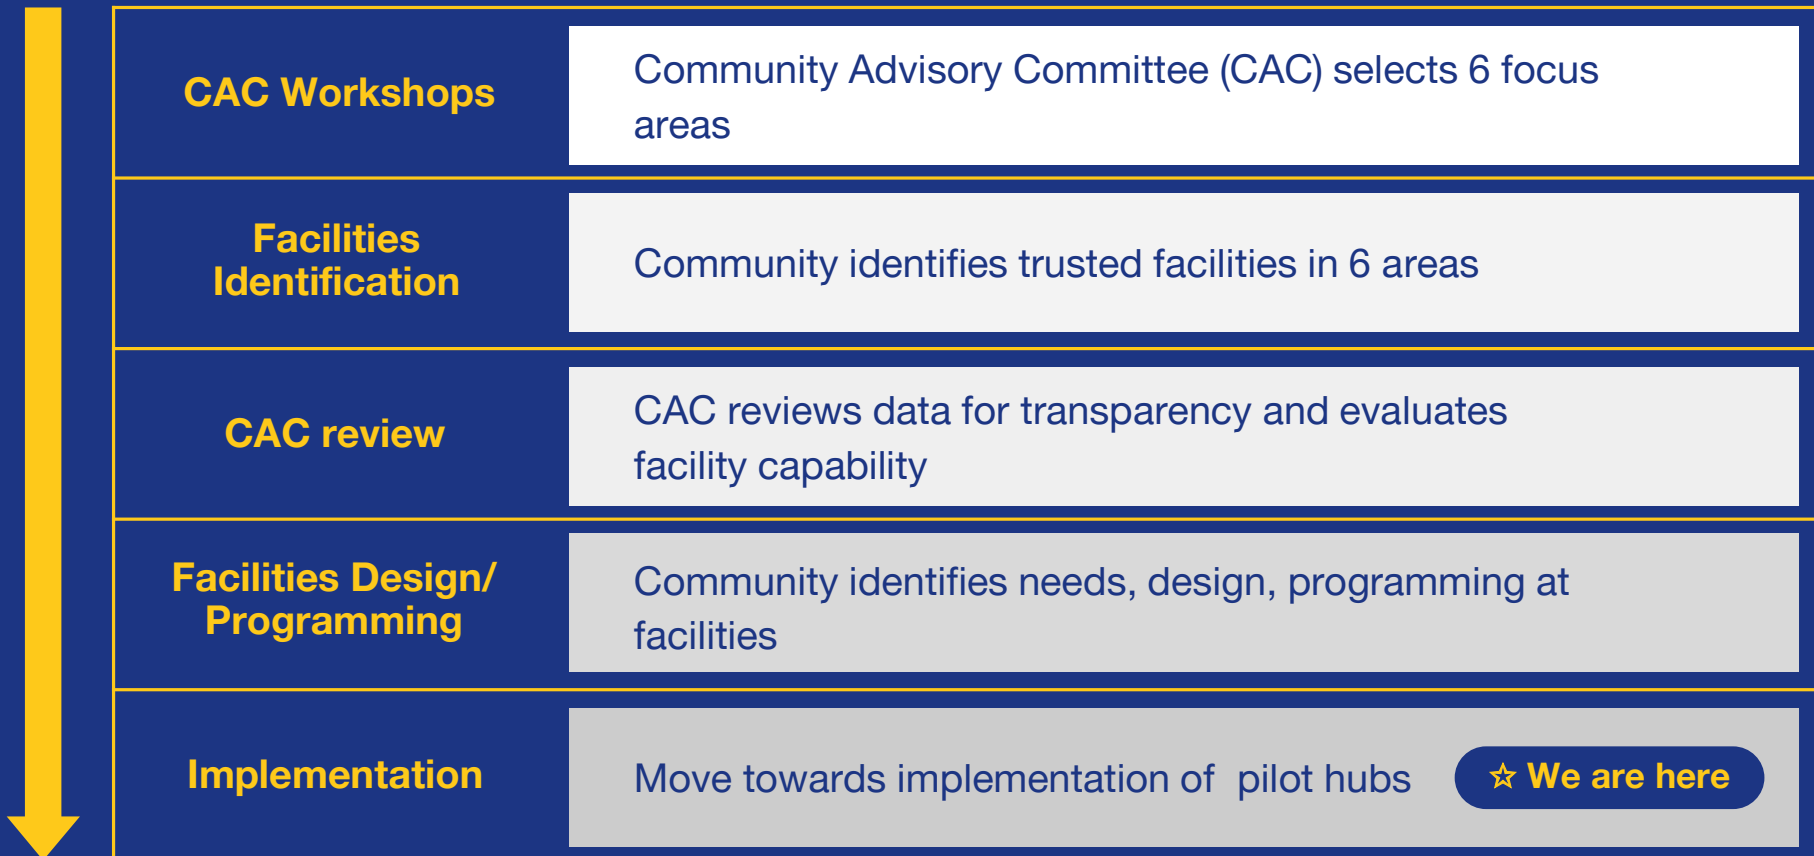 CAC Workshops
Community Advisory Committee (CAC) selects 6 focus
areas
Facilities
Identification
Community identifies trusted facilities in 6 areas
CAC review
CAC reviews data for transparency and evaluates
facility capability
Facilities Design/
Programming
Community identifies needs, design, programming at
facilities
Implementation
Move towards implementation of  pilot hubs
☆ We are here